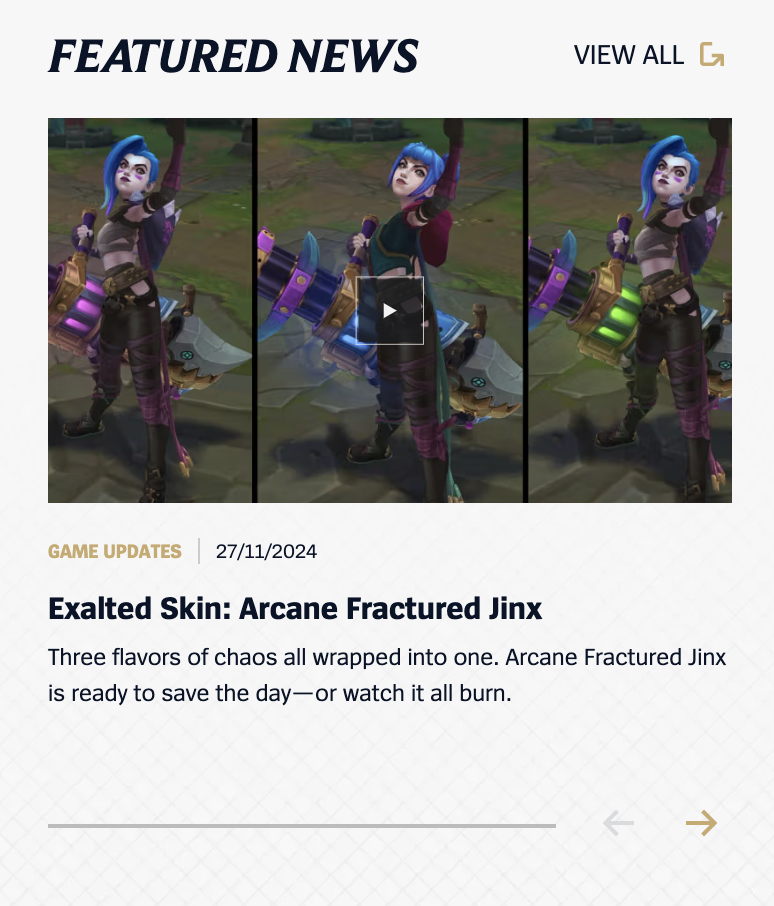 FEATURED NEWS
VIEW ALL
GAME UPDATES
27/11/2024
Exalted Skin: Arcane Fractured Jinx
Three flavors of chaos all wrapped into one. Arcane Fractured Jinx
is ready to save the day—or watch it all burn.